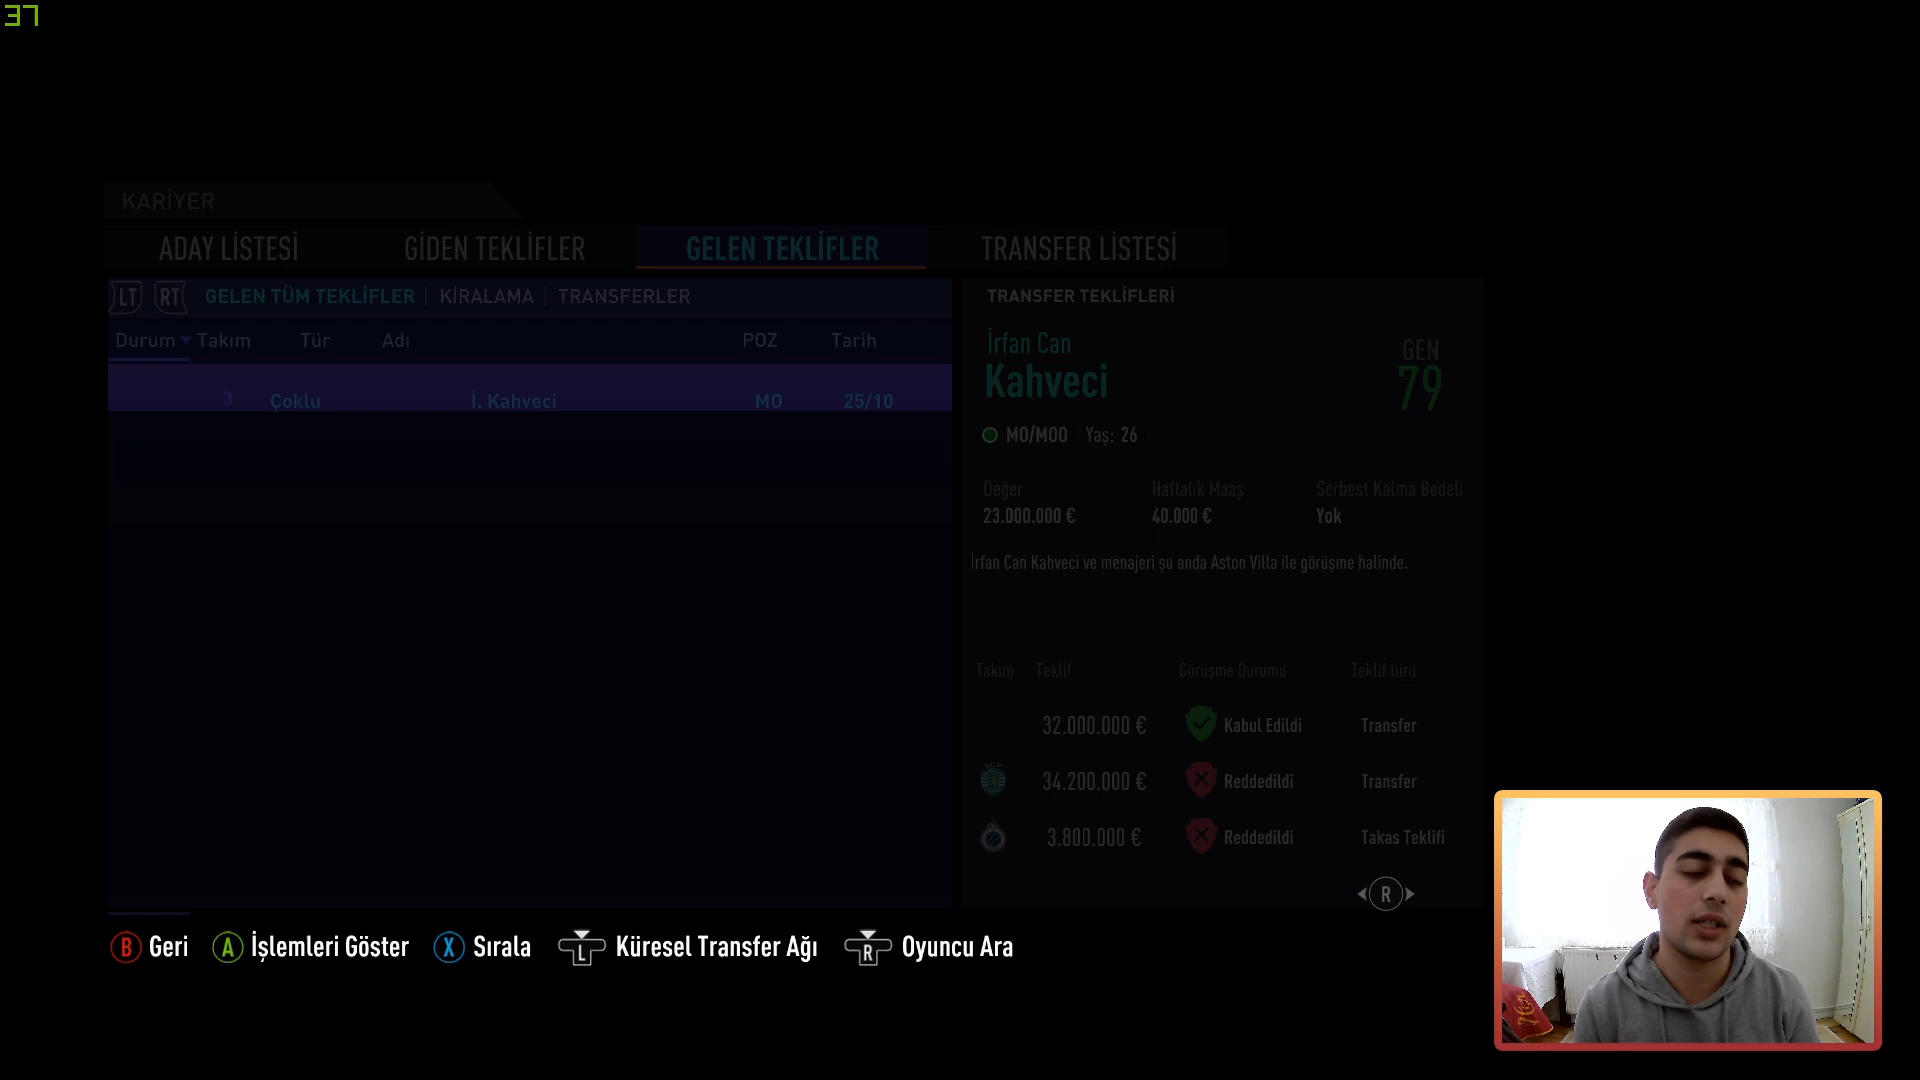 37
KARİYER
ADAY LİSTESİ GİDEN TEKLİFLER GELEN TEKLİFLER TRANSFER LİSTESİ
LT RT GELEN TÜM TEKLİFLER KİRALAMA TRANSFERLER
Durum Takım Tür Adı POZ Tarih
3 Çoklu İ. Kahveci MO 25/10
TRANSFER TEKLİFLERİ
İrfan Can
Kahveci
GEN
79
MO/MOO Yaş: 26
Değer Haftalık Maaş Serbest Kalma Bedeli
23.000.000 € 40.000 € Yok
İrfan Can Kahveci ve menajeri şu anda Aston Villa ile görüşme halinde.
Takım Teklif Görüşme Durumu Teklif türü
32.000.000 € Kabul Edildi Transfer
34.200.000 € Reddedildi Transfer
3.800.000 € Reddedildi Takas Teklifi
R
B Geri A İşlemleri Göster X Sırala L Küresel Transfer Ağı R Oyuncu Ara